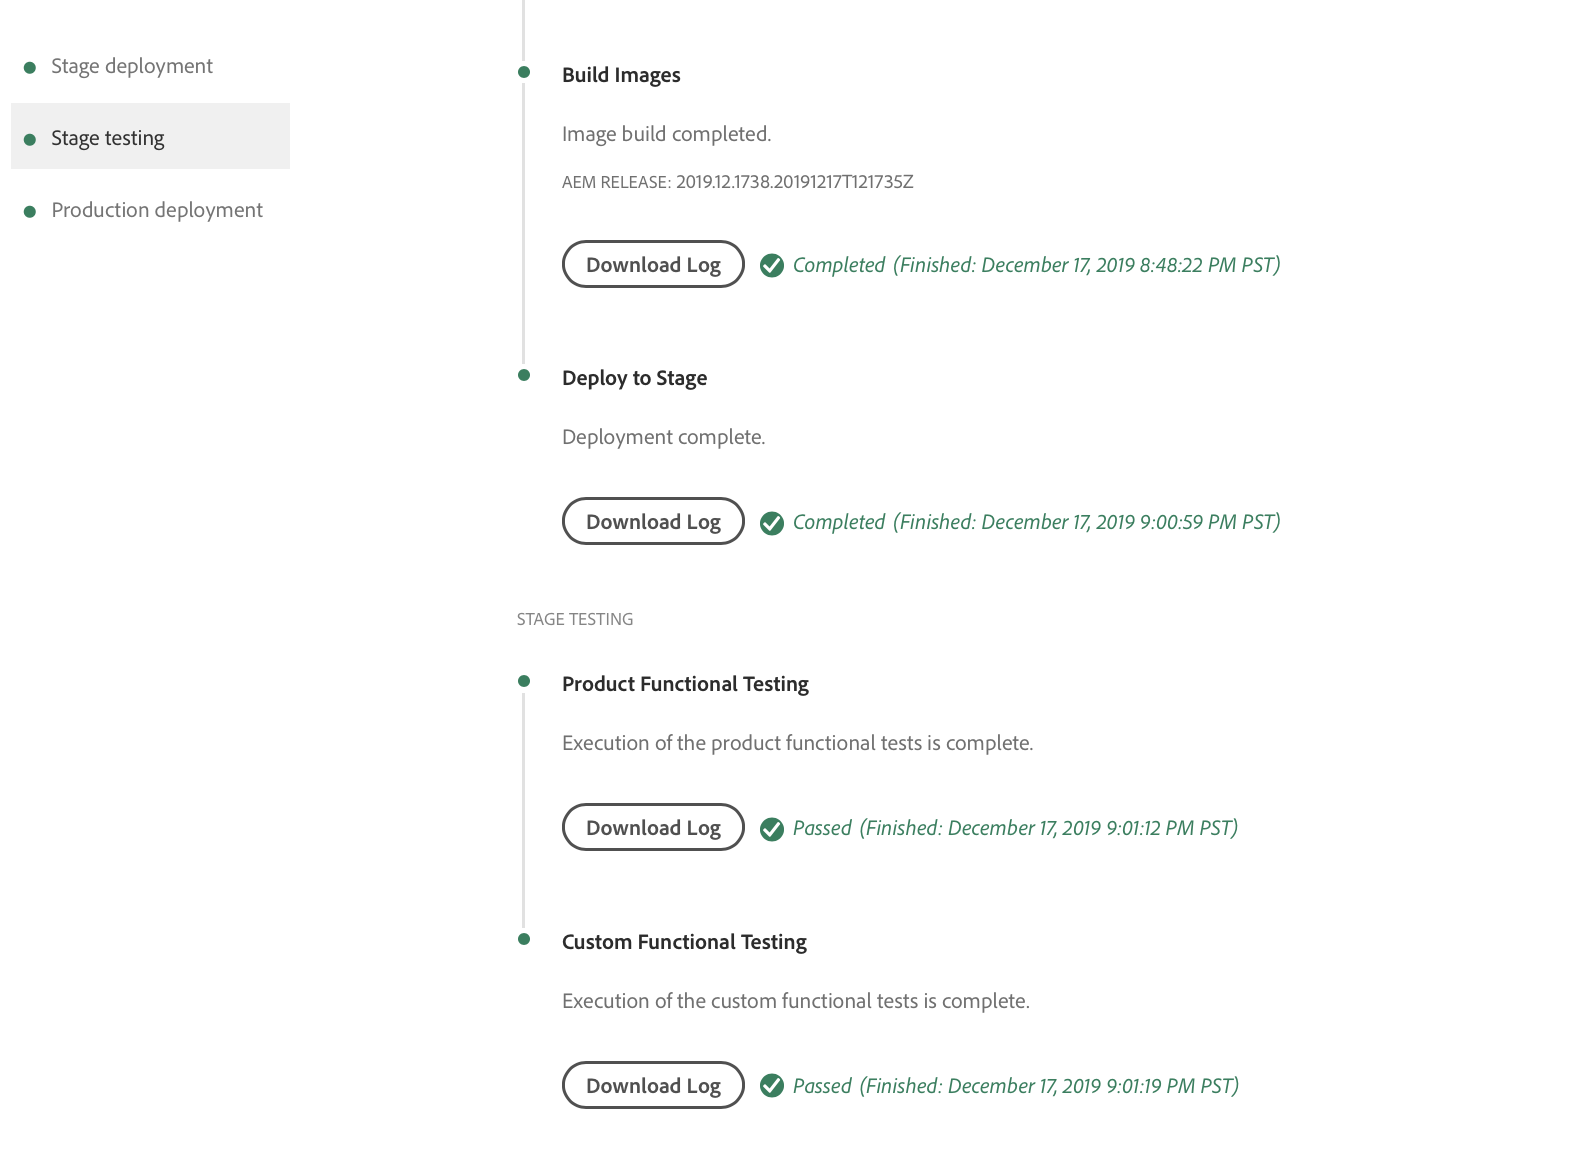 Stage deployment
Stage testing
Production deployment
Build Images
Image build completed.
AEM RELEASE: 2019.12.1738.20191217T121735Z
Download Log Completed (Finished: December 17, 2019 8:48:22 PM PST)
Deploy to Stage
Deployment complete.
Download Log Completed (Finished: December 17, 2019 9:00:59 PM PST)
STAGE TESTING
Product Functional Testing
Execution of the product functional tests is complete.
Download Log Passed (Finished: December 17, 2019 9:01:12 PM PST)
Custom Functional Testing
Execution of the custom functional tests is complete.
Download Log Passed (Finished: December 17, 2019 9:01:19 PM PST)